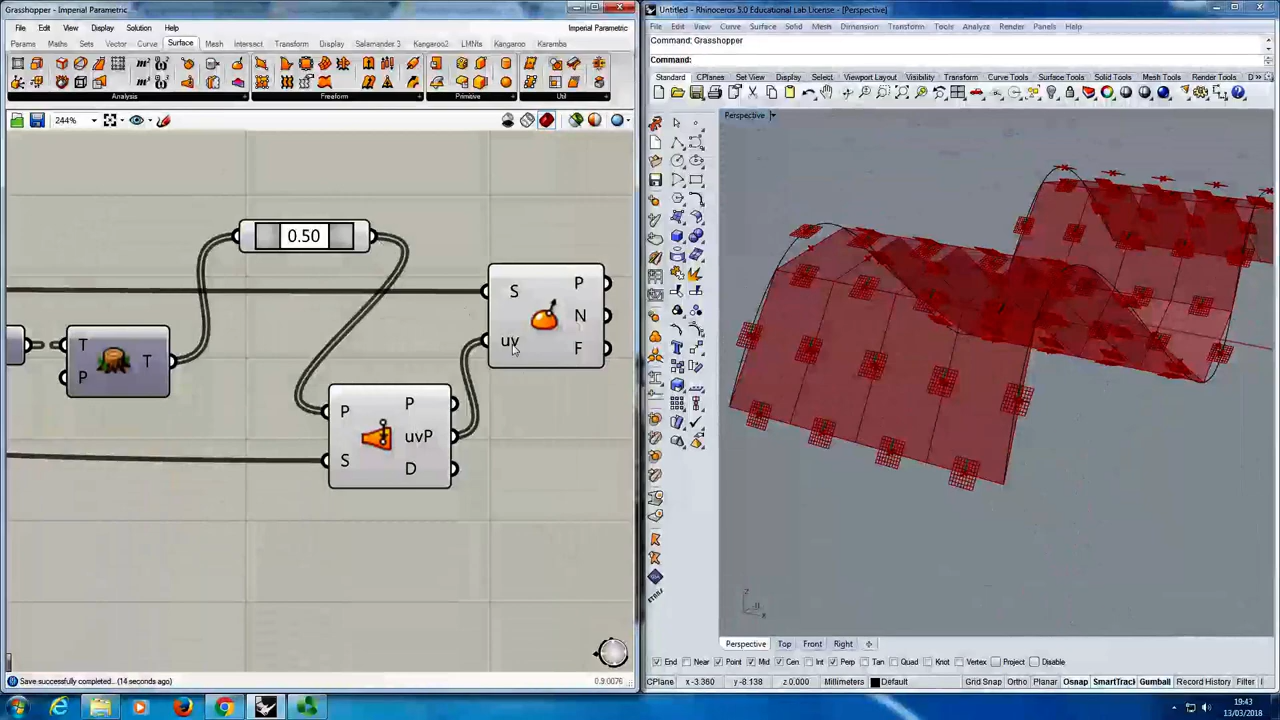 Grasshopper - Imperial Parametric
File Edit View Display Solution Help
Imperial Parametric
Params Maths Sets Vector Curve Surface Mesh Intersect Transform Display Salamander 3 Kangaroo2 LMNts Kangaroo Karamba
Analysis Freeform Primitive Util
244%
0.50
T T
P
S P
N
uv F
P P
uvP
S D
Save successfully completed... (14 seconds ago)
0.9.0076
Untitled - Rhinoceros 5.0 Educational Lab License - [Perspective]
File Edit View Curve Surface Solid Mesh Dimension Transform Tools Analyze Render Panels Help
Command: Grasshopper
Command:
Standard CPlanes Set View Display Select Viewport Layout Visibility Transform Curve Tools Surface Tools Solid Tools Mesh Tools Render Tools
Perspective
z
x
Perspective Top Front Right
End Near Point Mid Cen Int Perp Tan Quad Knot Vertex Project Disable
CPlane x -3.360 y -8.138 z 0.000 Millimeters Default Grid Snap Ortho Planar Osnap SmartTrack Gumball Record History Filter
19:43
13/03/2018